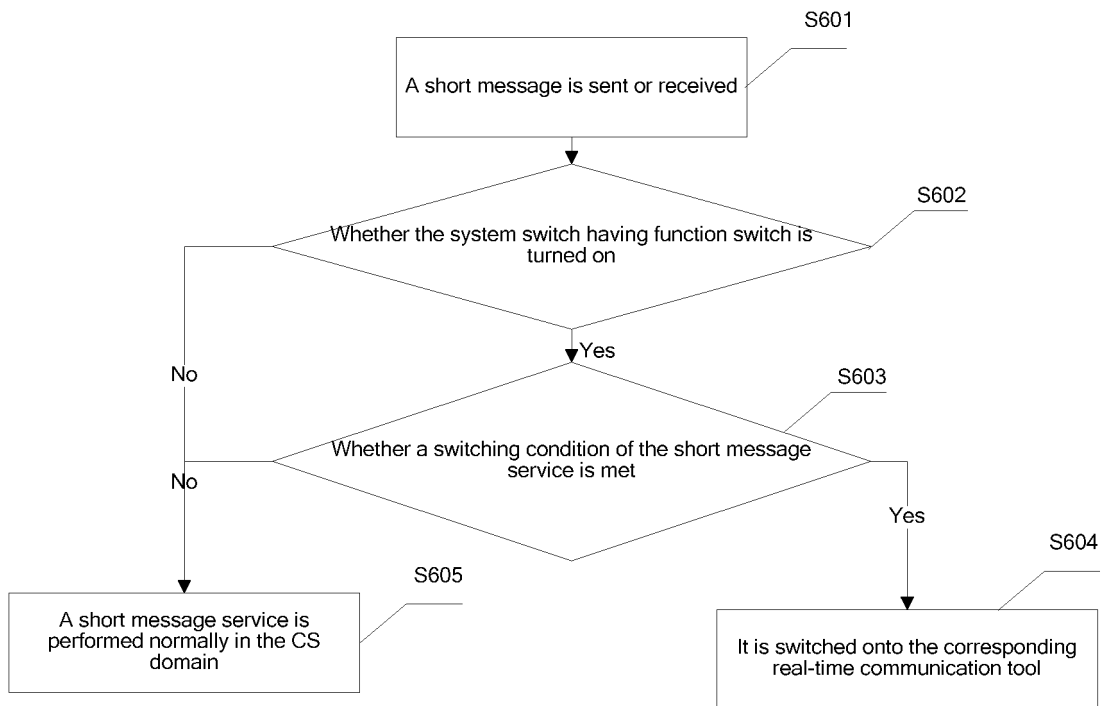 S601
A short message is sent or received
S602
Whether the system switch having function switch is
turned on
Yes
No
S603
Whether a switching condition of the short message
service is met
No
Yes
S604
S605
A short message service is
performed normally in the CS
domain
It is switched onto the corresponding
real-time communication tool